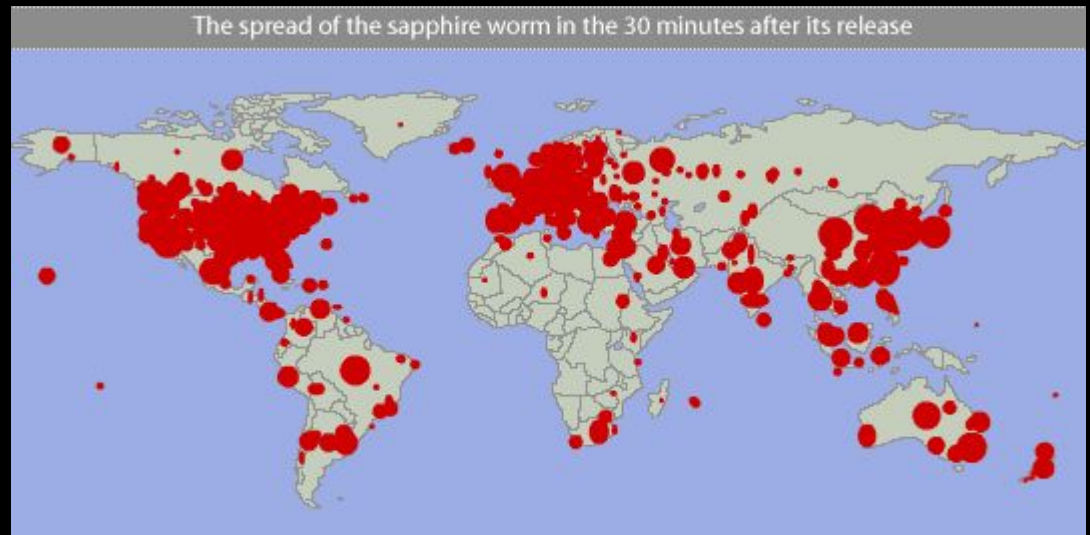 The spread of the sapphire worm in the 30 minutes after its release